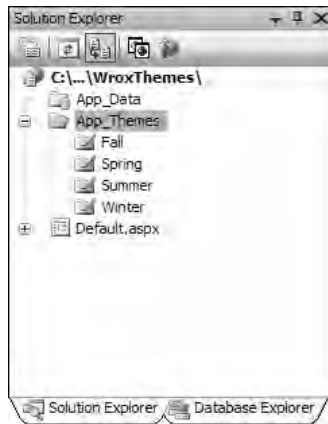 Solution Explorer
C:\...\WroxThemes\
App_Data
App_Themes
Fall
Spring
Summer
Winter
Default.aspx
Solution Explorer Database Explorer